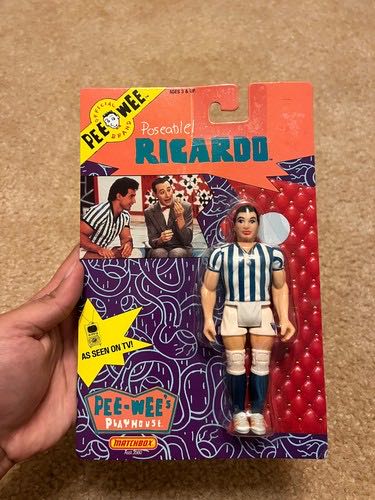 AGES 3 & UP
OFFICIAL
PEE WEE
BRAND
Poseable!
RICARDO
AS SEEN ON TV!
PEE-WEE'S
PLAYHOUSE
MATCHBOX